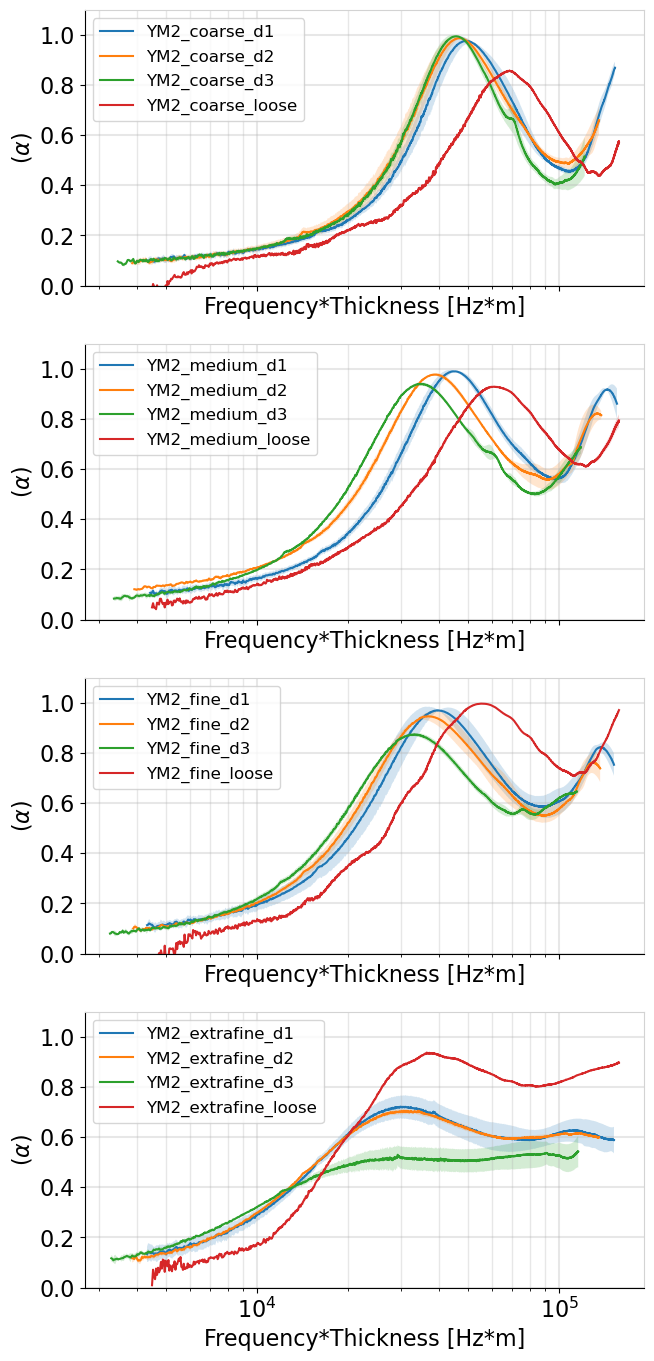 YM2_coarse_d1
YM2_coarse_d2
YM2_coarse_d3
YM2_coarse_loose
1.0
0.8
0.6
0.4
0.2
0.0
(α)
Frequency*Thickness [Hz*m]
YM2_medium_d1
YM2_medium_d2
YM2_medium_d3
YM2_medium_loose
1.0
0.8
0.6
0.4
0.2
0.0
(α)
Frequency*Thickness [Hz*m]
YM2_fine_d1
YM2_fine_d2
YM2_fine_d3
YM2_fine_loose
1.0
0.8
0.6
0.4
0.2
0.0
(α)
Frequency*Thickness [Hz*m]
YM2_extrafine_d1
YM2_extrafine_d2
YM2_extrafine_d3
YM2_extrafine_loose
1.0
0.8
0.6
0.4
0.2
0.0
(α)
10⁴ 10⁵
Frequency*Thickness [Hz*m]